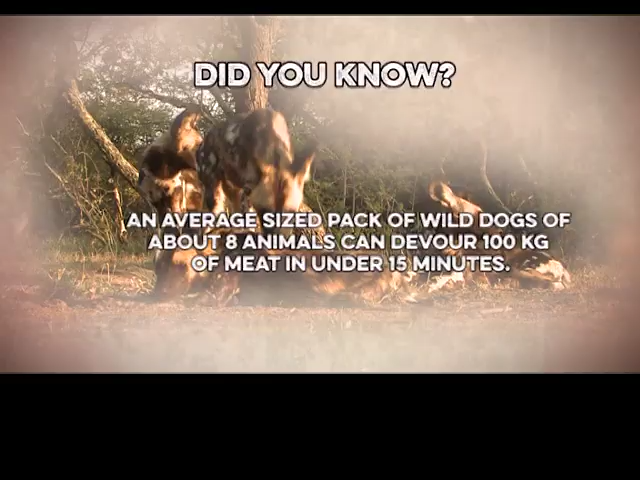 DID YOU KNOW?
AN AVERAGE SIZED PACK OF WILD DOGS OF
ABOUT 8 ANIMALS CAN DEVOUR 100 KG
OF MEAT IN UNDER 15 MINUTES.